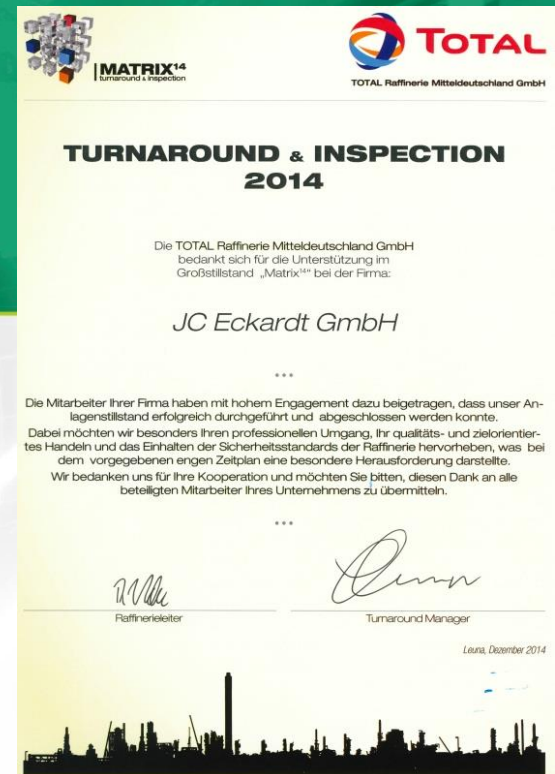 MATRIX¹⁴
turnaround & inspection
TOTAL
TOTAL Raffinerie Mitteldeutschland GmbH
TURNAROUND & INSPECTION
2014
Die TOTAL Raffinerie Mitteldeutschland GmbH
bedankt sich für die Unterstützung im
Großstillstand „Matrix¹⁴“ bei der Firma:
JC Eckardt GmbH
***
Die Mitarbeiter Ihrer Firma haben mit hohem Engagement dazu beigetragen, dass unser An-
lagenstillstand erfolgreich durchgeführt und abgeschlossen werden konnte.
Dabei möchten wir besonders Ihren professionellen Umgang, Ihr qualitäts- und zielorientier-
tes Handeln und das Einhalten der Sicherheitsstandards der Raffinerie hervorheben, was bei
dem vorgegebenen engen Zeitplan eine besondere Herausforderung darstellte.
Wir bedanken uns für Ihre Kooperation und möchten Sie bitten, diesen Dank an alle
beteiligten Mitarbeiter Ihres Unternehmens zu übermitteln.
***
Raffinerieleiter
Turnaround Manager
Leuna, Dezember 2014